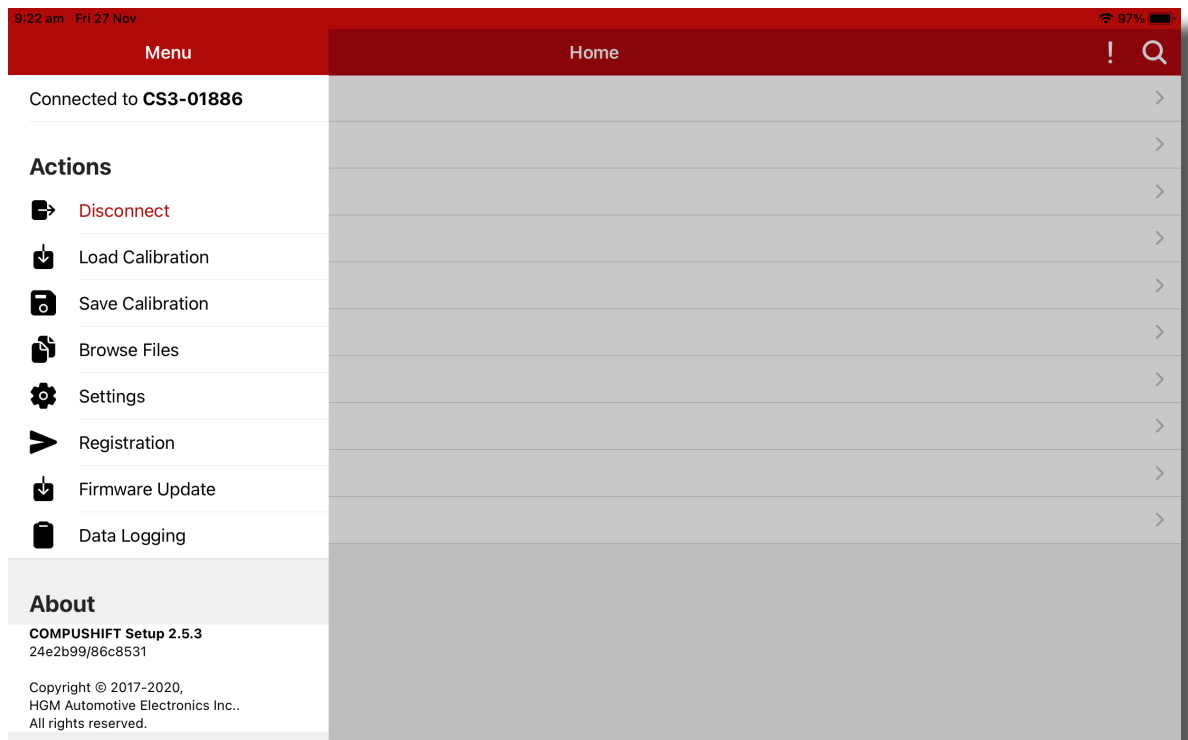 9:22 am Fri 27 Nov 97%
Menu
Home
!
Connected to CS3-01886
Actions
Disconnect
Load Calibration
Save Calibration
Browse Files
Settings
Registration
Firmware Update
Data Logging
About
COMPUSHIFT Setup 2.5.3
24e2b99/86c8531
Copyright © 2017-2020,
HGM Automotive Electronics Inc..
All rights reserved.